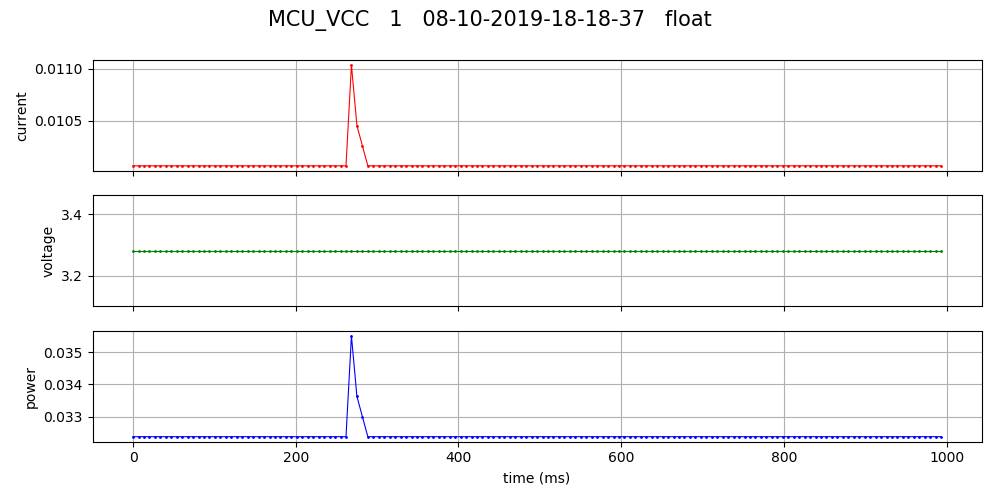 MCU_VCC 1 08-10-2019-18-18-37 float
0.0110
0.0105
current
3.4
3.2
voltage
0.035
0.034
0.033
power
0 200 400 600 800 1000
time (ms)